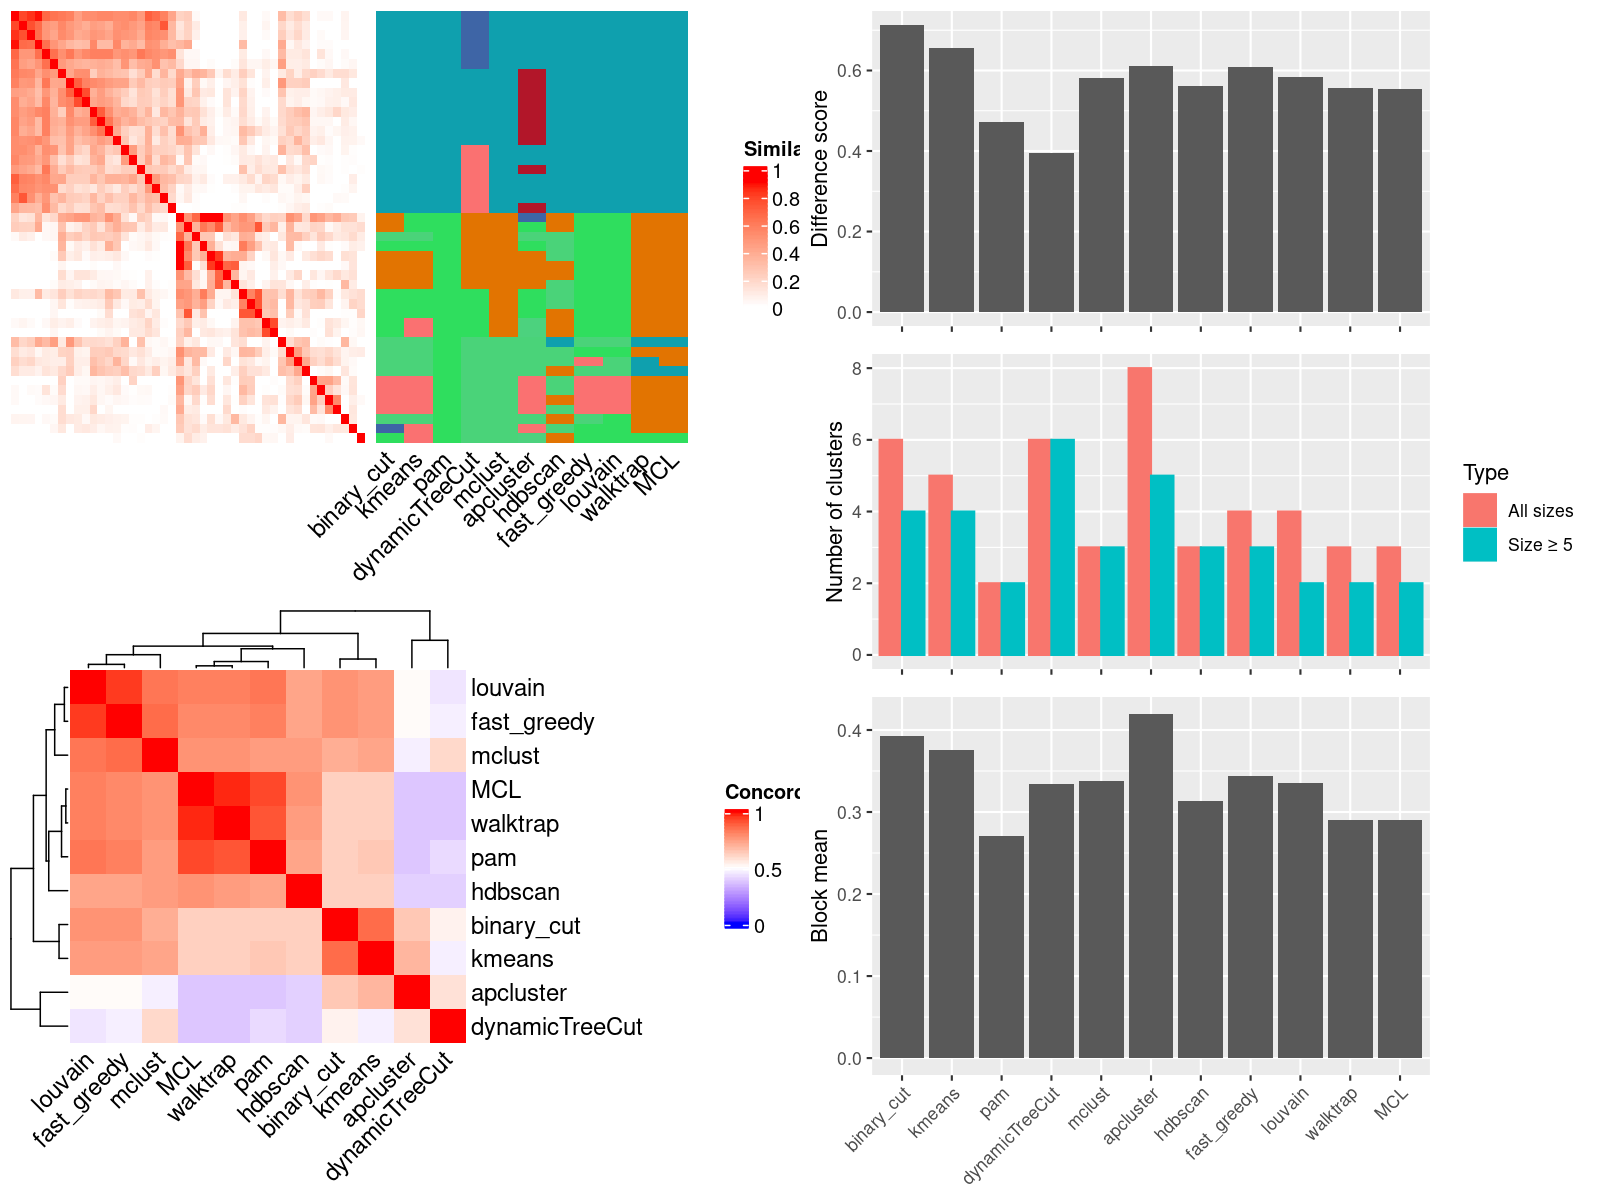 Simila
1
0.8
0.6
0.4
0.2
0
binary_cut
kmeans
pam
dynamicTreeCut
mclust
apcluster
hdbscan
fast_greedy
louvain
walktrap
MCL
louvain
fast_greedy
mclust
MCL
walktrap
pam
hdbscan
binary_cut
kmeans
apcluster
dynamicTreeCut
louvain
fast_greedy
mclust
MCL
walktrap
pam
hdbscan
binary_cut
kmeans
apcluster
dynamicTreeCut
Concord
1
0.5
0
Difference score
0.6
0.4
0.2
0.0
Number of clusters
8
6
4
2
0
Type
All sizes
Size ≥ 5
Block mean
0.4
0.3
0.2
0.1
0.0
binary_cut
kmeans
pam
dynamicTreeCut
mclust
apcluster
hdbscan
fast_greedy
louvain
walktrap
MCL